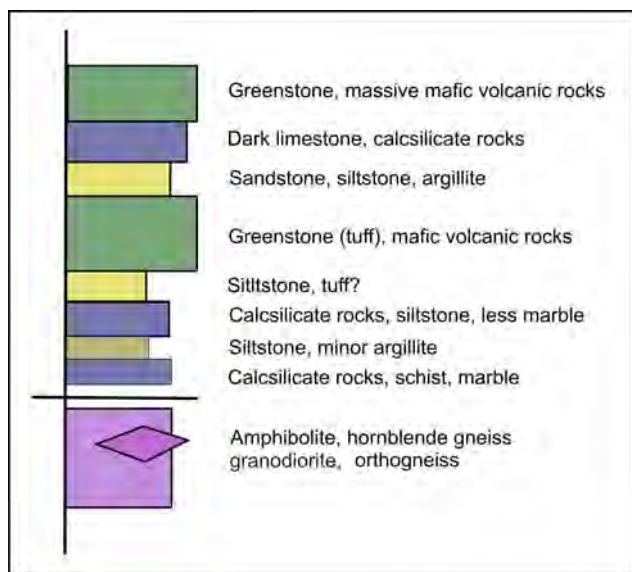 Greenstone, massive mafic volcanic rocks
Dark limestone, calcsilicate rocks
Sandstone, siltstone, argillite
Greenstone (tuff), mafic volcanic rocks
Sitltstone, tuff?
Calcsilicate rocks, siltstone, less marble
Siltstone, minor argillite
Calcsilicate rocks, schist, marble
Amphibolite, hornblende gneiss
granodiorite, orthogneiss